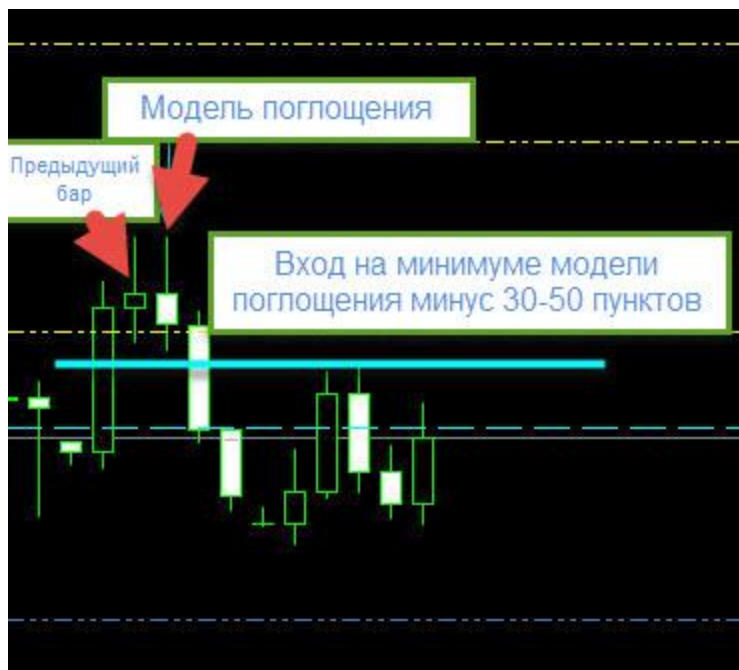 Модель поглощения
Предыдущий
бар
Вход на минимуме модели
поглощения минус 30-50 пунктов